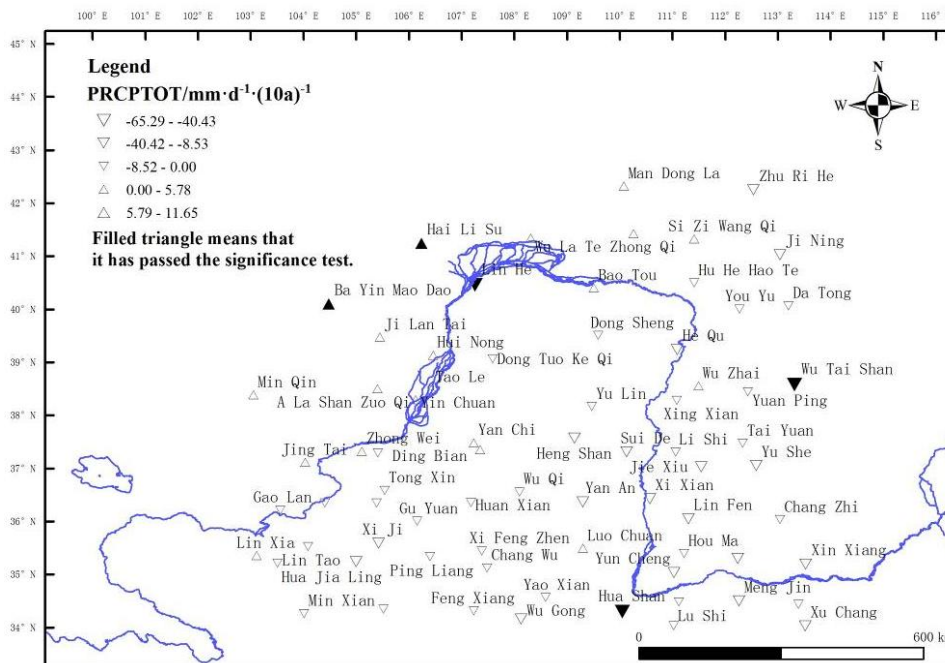 100° E 101° E 102° E 103° E 104° E 105° E 106° E 107° E 108° E 109° E 110° E 111° E 112° E 113° E 114° E 115° E 116° E
45° N
44° N
43° N
42° N
41° N
40° N
39° N
38° N
37° N
36° N
35° N
34° N
Legend
PRCPTOT/mm·d⁻¹·(10a)⁻¹
-65.29 - -40.43
-40.42 - -8.53
-8.52 - 0.00
0.00 - 5.78
5.79 - 11.65
Filled triangle means that
it has passed the significance test.
N
W E
S
Man Dong La
Zhu Ri He
Hai Li Su
Si Zi Wang Qi
Wu La Te Zhong Qi
Ji Ning
Lin He
Bao Tou
Hu He Hao Te
Ba Yin Mao Dao
You Yu
Da Tong
Ji Lan Tai
Dong Sheng
Hui Nong
He Qu
Dong Tuo Ke Qi
Wu Zhai
Wu Tai Shan
Min Qin
Tao Le
A La Shan Zuo Qi
Yin Chuan
Yu Lin
Xing Xian
Yuan Ping
Jing Tai
Zhong Wei
Yan Chi
Ding Bian
Heng Shan
Sui De
Li Shi
Tai Yuan
Yu She
Jie Xiu
Tong Xin
Wu Qi
Yan An
Xi Xian
Gao Lan
Gu Yuan
Huan Xian
Lin Fen
Chang Zhi
Lin Xia
Xi Ji
Xi Feng Zhen
Luo Chuan
Hou Ma
Lin Tao
Chang Wu
Yun Cheng
Xin Xiang
Hua Jia Ling
Ping Liang
Min Xian
Feng Xiang
Yao Xian
Hua Shan
Meng Jin
Wu Gong
Lu Shi
Xu Chang
0 600 k